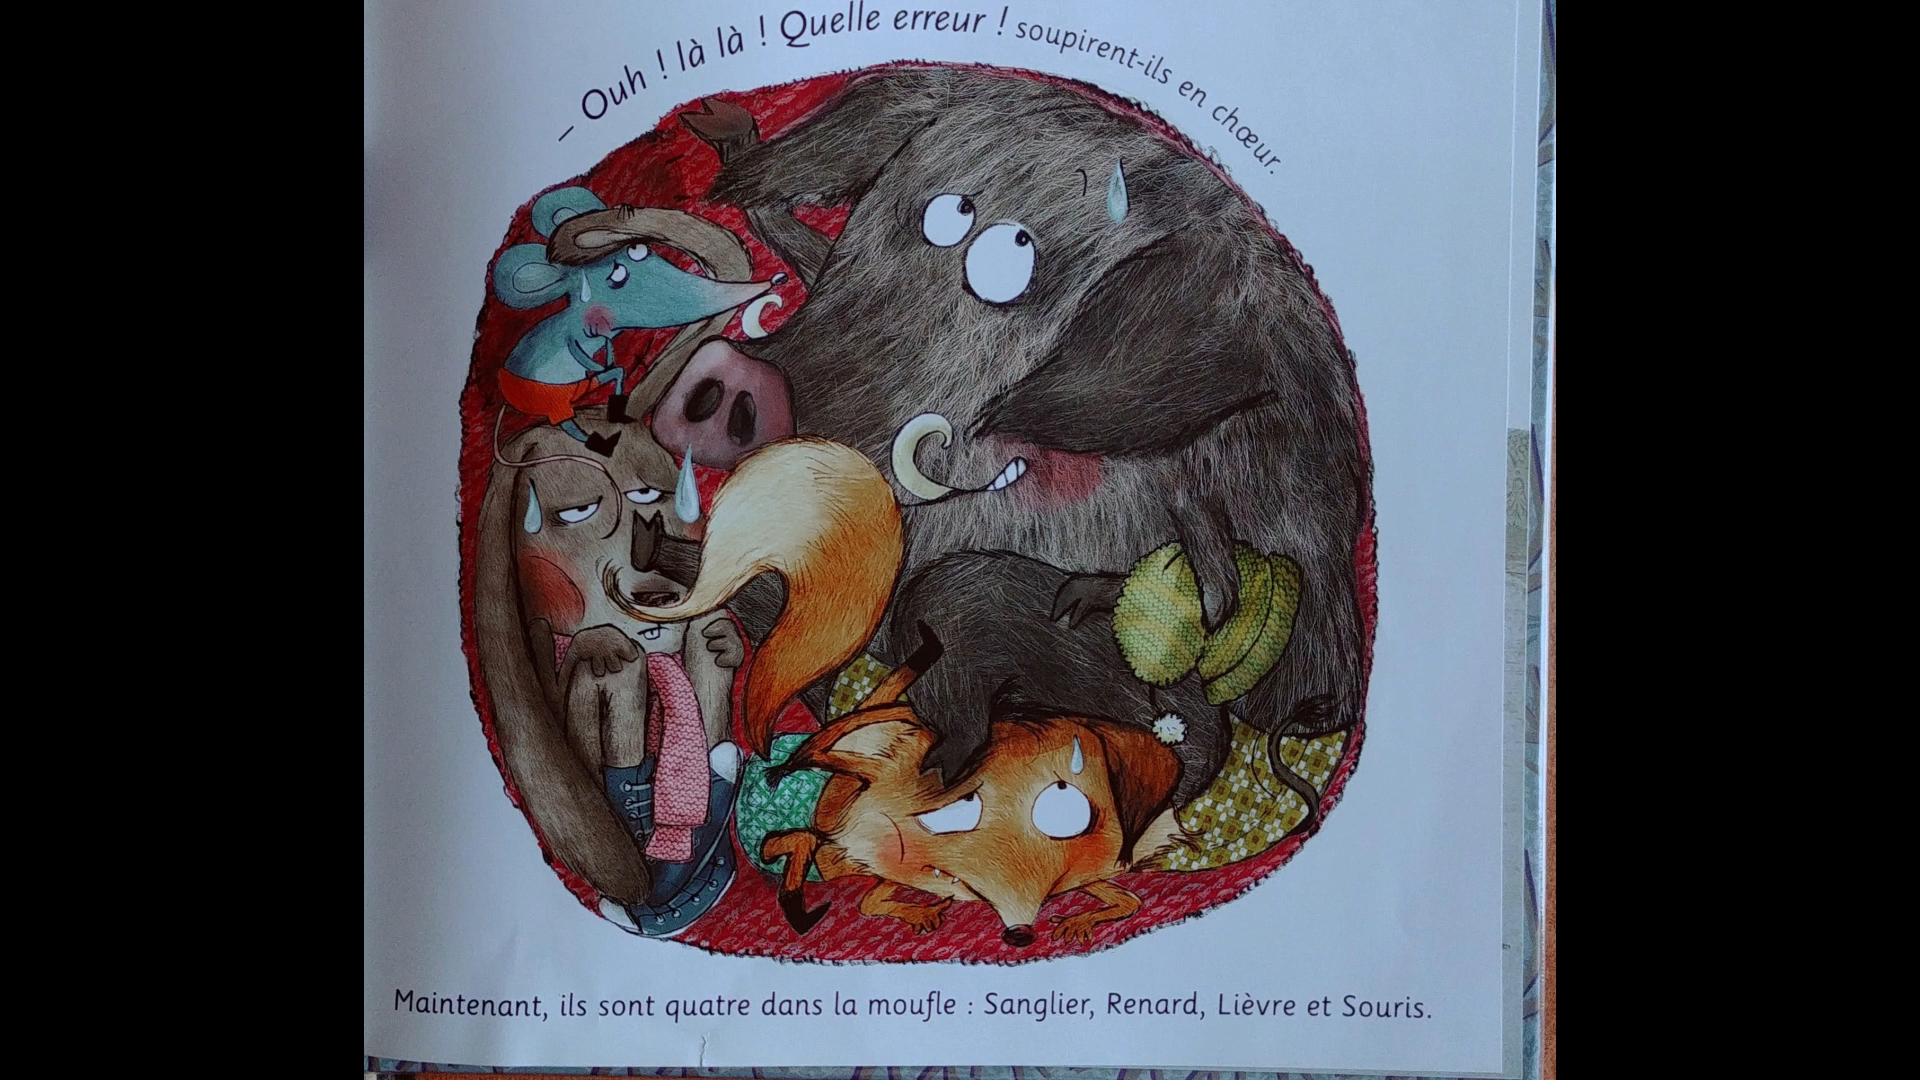 – Ouh ! là là ! Quelle erreur ! soupirent-ils en chœur.
Maintenant, ils sont quatre dans la moufle : Sanglier, Renard, Lièvre et Souris.